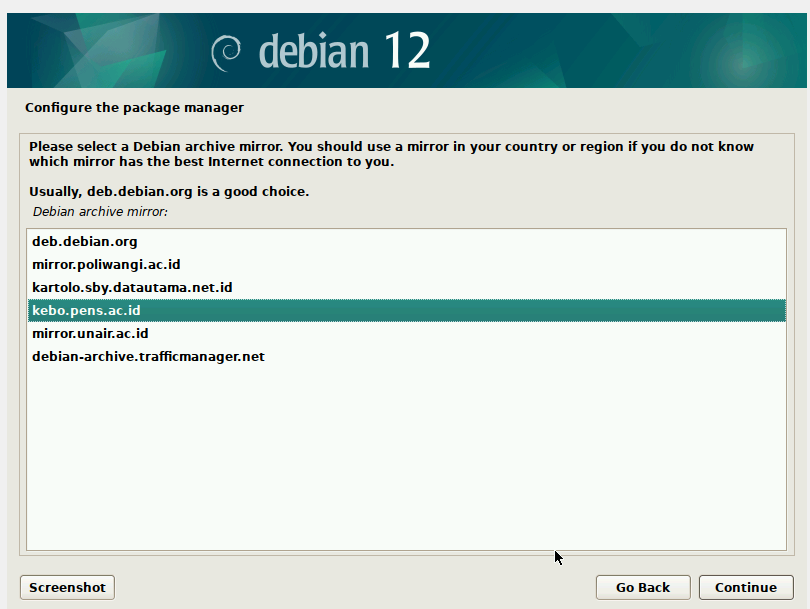 debian 12
Configure the package manager
Please select a Debian archive mirror. You should use a mirror in your country or region if you do not know
which mirror has the best Internet connection to you.
Usually, deb.debian.org is a good choice.
Debian archive mirror:
deb.debian.org
mirror.poliwangi.ac.id
kartolo.sby.datautama.net.id
kebo.pens.ac.id
mirror.unair.ac.id
debian-archive.trafficmanager.net
Screenshot
Go Back
Continue